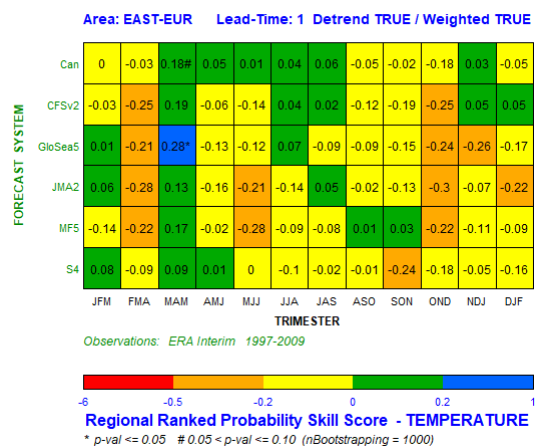 Area: EAST-EUR Lead-Time: 1 Detrend TRUE / Weighted TRUE
FORECAST SYSTEM
Can 0 -0.03 0.18# 0.05 0.01 0.04 0.06 -0.05 -0.02 -0.18 0.03 -0.05
CFSv2 -0.03 -0.25 0.19 -0.06 -0.14 0.04 0.02 -0.12 -0.19 -0.25 0.05 0.05
GloSea5 0.01 -0.21 0.28* -0.13 -0.12 0.07 -0.09 -0.09 -0.15 -0.24 -0.26 -0.17
JMA2 0.06 -0.28 0.13 -0.16 -0.21 -0.14 0.05 -0.02 -0.13 -0.3 -0.07 -0.22
MF5 -0.14 -0.22 0.17 -0.02 -0.28 -0.09 -0.08 0.01 0.03 -0.22 -0.11 -0.09
S4 0.08 -0.09 0.09 0.01 0 -0.1 -0.02 -0.01 -0.24 -0.18 -0.05 -0.16
JFM FMA MAM AMJ MJJ JJA JAS ASO SON OND NDJ DJF
TRIMESTER
Observations: ERA Interim 1997-2009
-6 -0.5 -0.2 0 0.2 1
Regional Ranked Probability Skill Score - TEMPERATURE
* p-val <= 0.05 # 0.05 < p-val <= 0.10 (nBootstrapping = 1000)